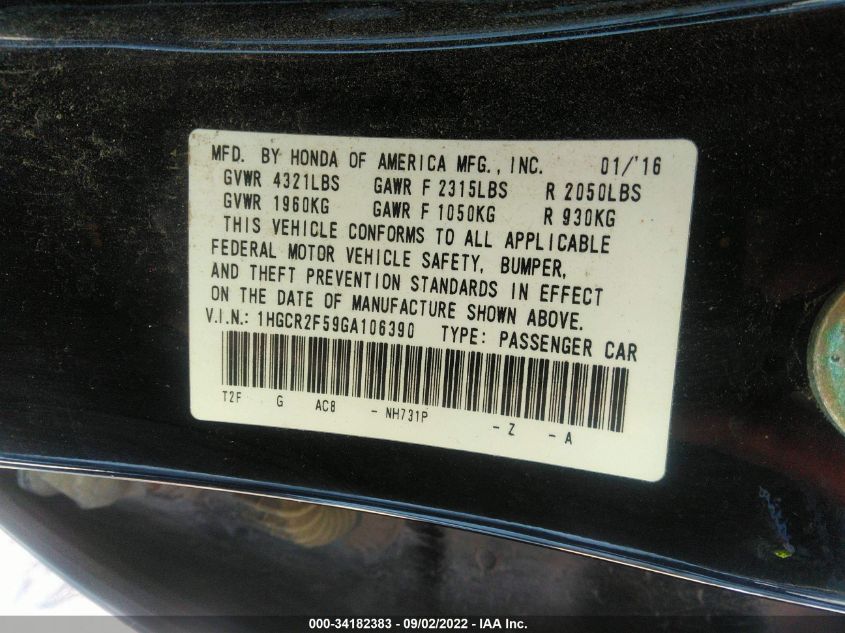 MFD. BY HONDA OF AMERICA MFG., INC. 01/'16
GVWR 4321LBS GAWR F 2315LBS R 2050LBS
GVWR 1960KG GAWR F 1050KG R 930KG
THIS VEHICLE CONFORMS TO ALL APPLICABLE
FEDERAL MOTOR VEHICLE SAFETY, BUMPER,
AND THEFT PREVENTION STANDARDS IN EFFECT
ON THE DATE OF MANUFACTURE SHOWN ABOVE.
V.I.N.: 1HGCR2F59GA106390 TYPE: PASSENGER CAR
T2F G AC8 - NH731P - Z - A
000-34182383 - 09/02/2022 - IAA Inc.